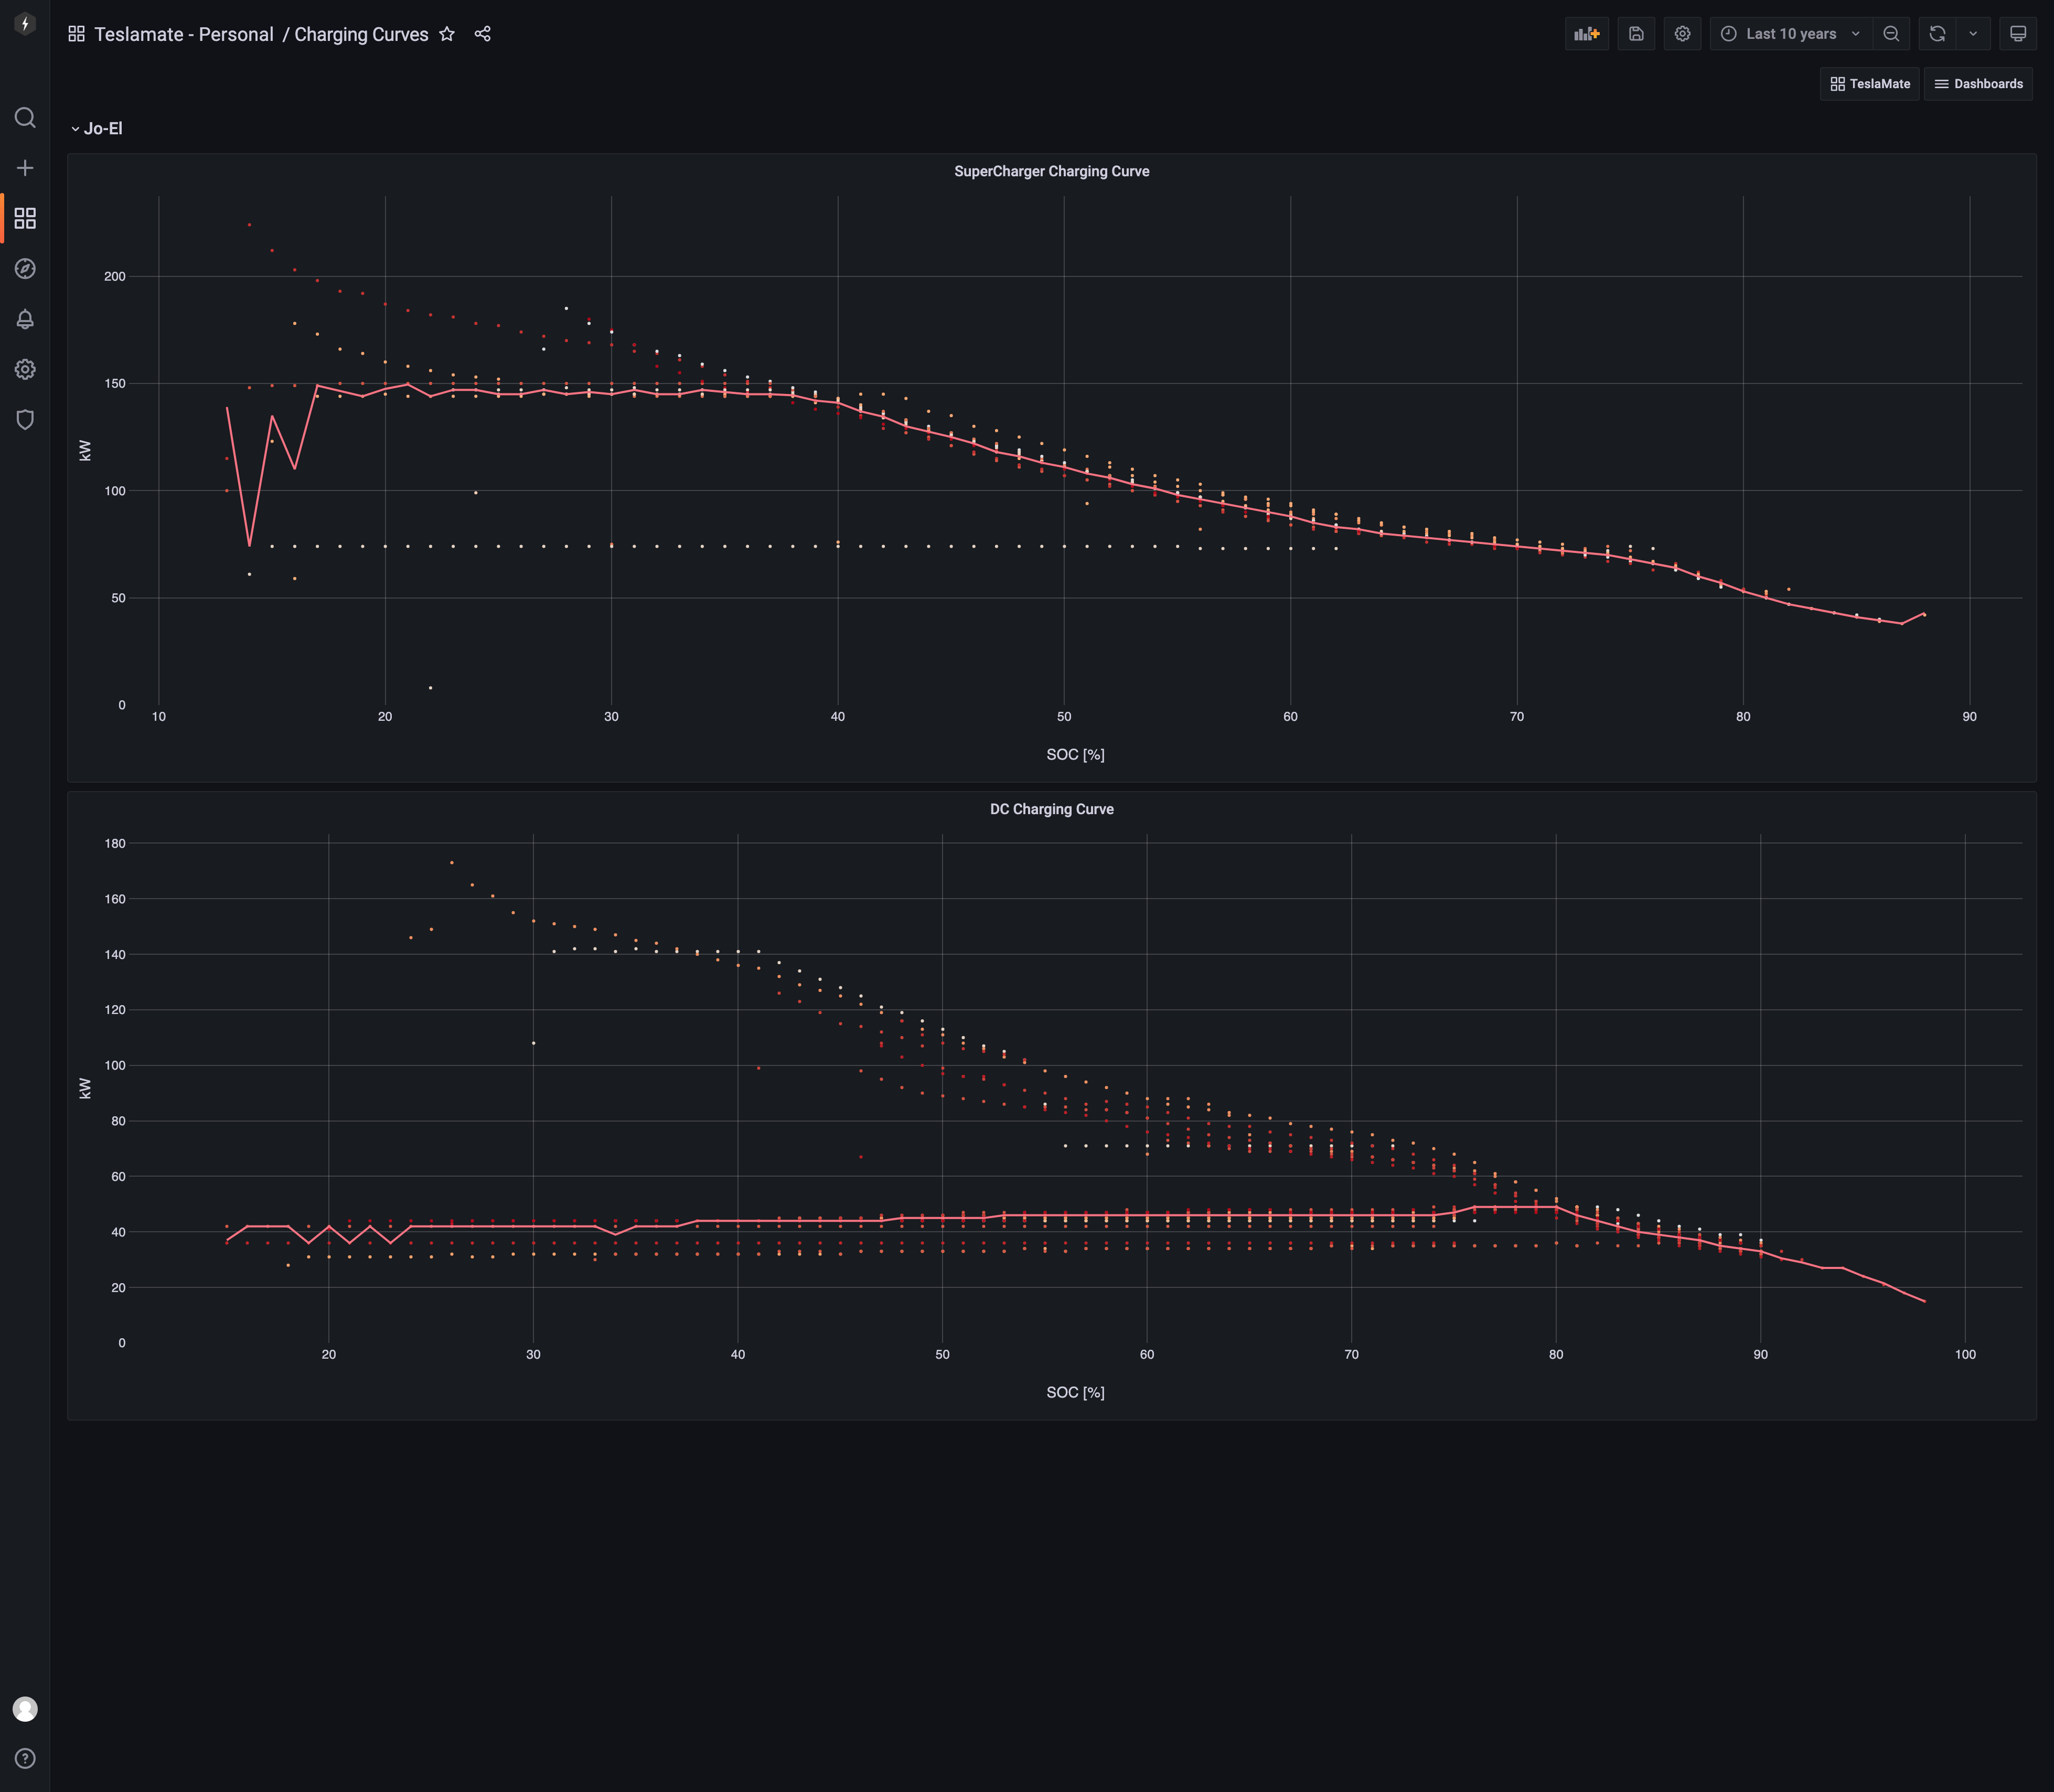 Teslamate - Personal / Charging Curves
Last 10 years
TeslaMate
Dashboards
Jo-El
SuperCharger Charging Curve
200
150
100
50
0
kW
10 20 30 40 50 60 70 80 90
SOC [%]
DC Charging Curve
180
160
140
120
100
80
60
40
20
0
kW
20 30 40 50 60 70 80 90 100
SOC [%]